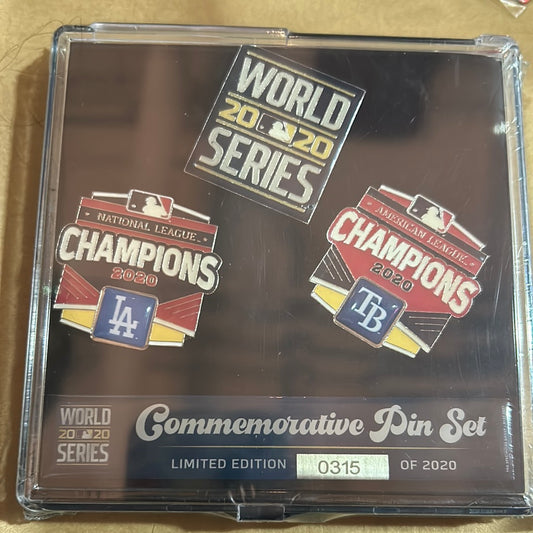 WORLD
2020
SERIES
NATIONAL LEAGUE
CHAMPIONS
2020
LA
AMERICAN LEAGUE
CHAMPIONS
2020
TB
WORLD
2020
SERIES
Commemorative Pin Set
LIMITED EDITION 0315 OF 2020